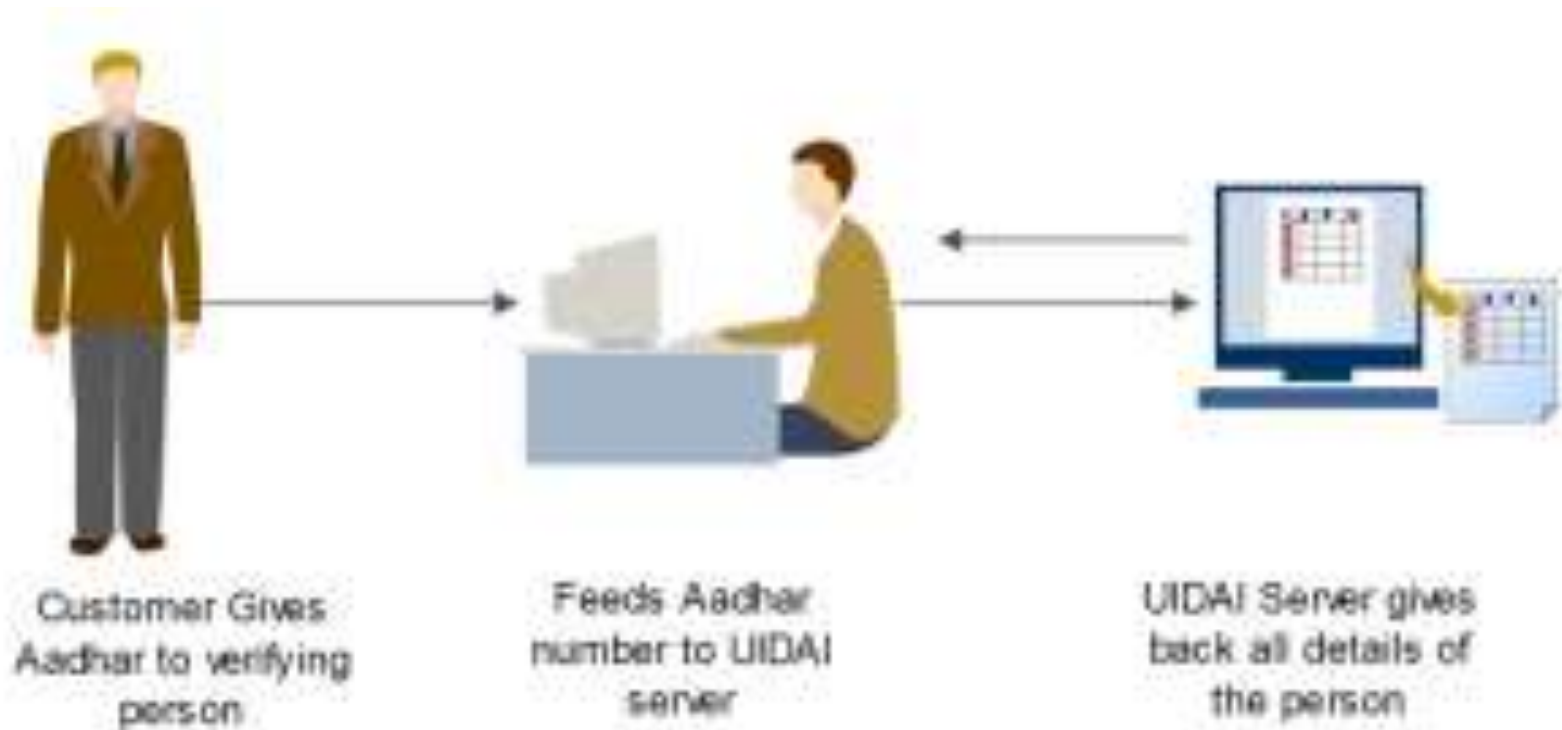 Customer Gives
Aadhar to verifying
person
Feeds Aadhar
number to UIDAI
server
UIDAI Server gives
back all details of
the person